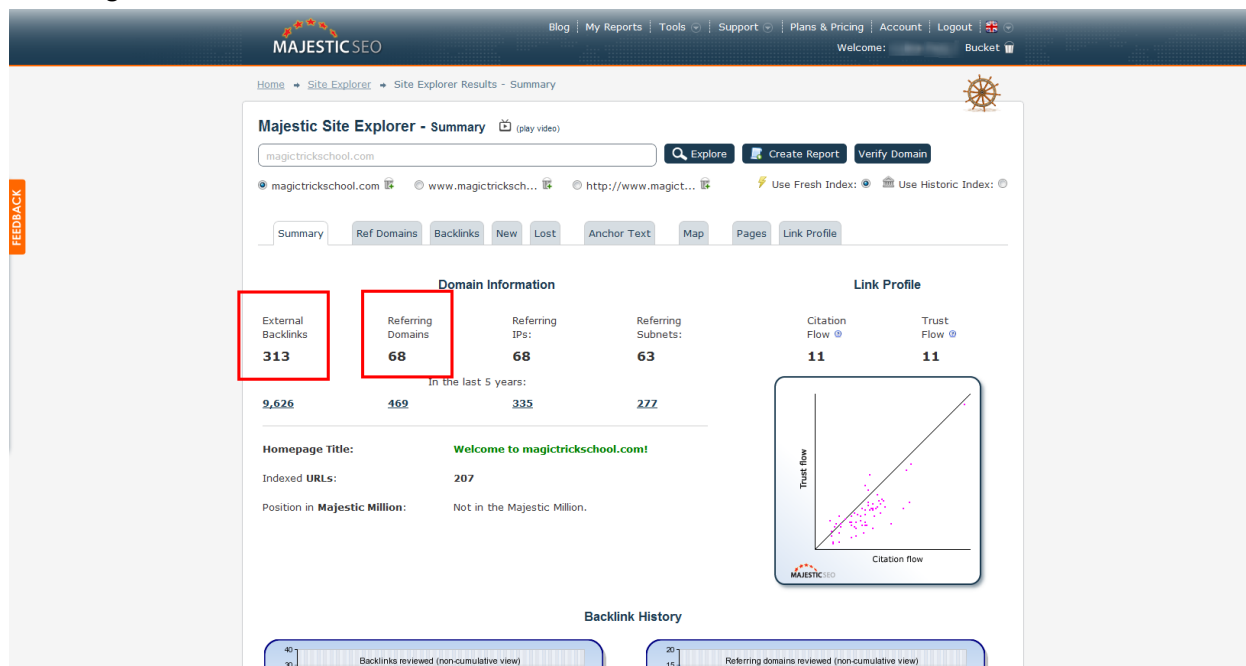 MAJESTICSEO
Blog My Reports Tools Support Plans & Pricing Account Logout
Welcome: Bucket
Home Site Explorer Site Explorer Results - Summary
Majestic Site Explorer - Summary (play video)
magictrickschool.com Explore Create Report Verify Domain
magictrickschool.com www.magictricksch... http://www.magict... Use Fresh Index: Use Historic Index:
FEEDBACK
Summary Ref Domains Backlinks New Lost Anchor Text Map Pages Link Profile
Domain Information Link Profile
External Referring Referring Referring Citation Trust
Backlinks Domains IPs: Subnets: Flow Flow
313 68 68 63 11 11
In the last 5 years:
9,626 469 335 277
Homepage Title: Welcome to magictrickschool.com!
Indexed URLs: 207
Position in Majestic Million: Not in the Majestic Million.
Trust flow
Citation flow
MAJESTICSEO
Backlink History
40 Backlinks reviewed (non-cumulative view) 20 Referring domains reviewed (non-cumulative view)
30 15